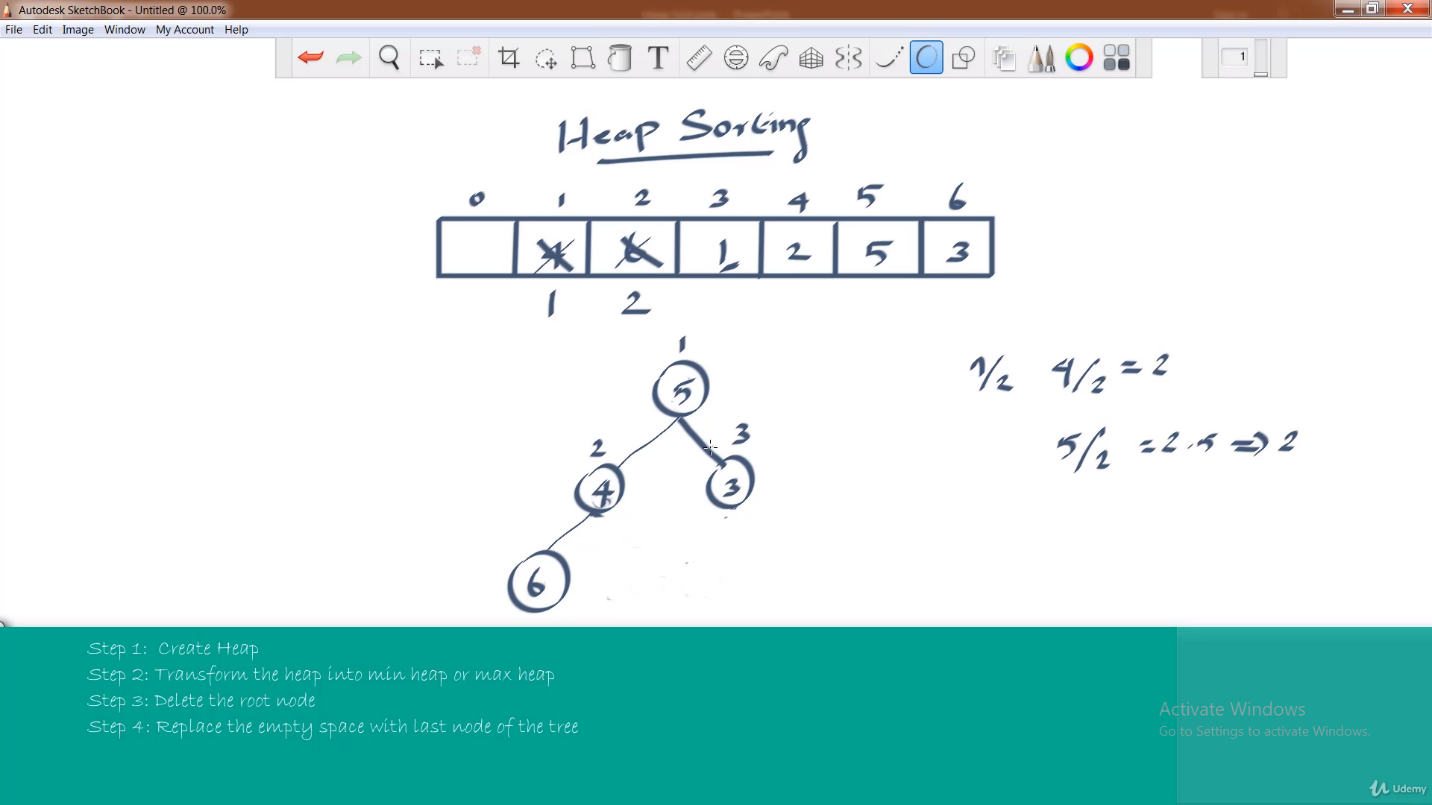 Autodesk SketchBook - Untitled @ 100.0%
File Edit Image Window My Account Help
T
1
Heap Sorting
0 1 2 3 4 5 6
4 6 1 2 5 3
1 2
1
5
1/2 4/2 = 2
2 3
5/2 = 2.5 => 2
4 3
6
Step 1: Create Heap
Step 2: Transform the heap into min heap or max heap
Step 3: Delete the root node
Step 4: Replace the empty space with last node of the tree
Activate Windows
Go to Settings to activate Windows.
Udemy